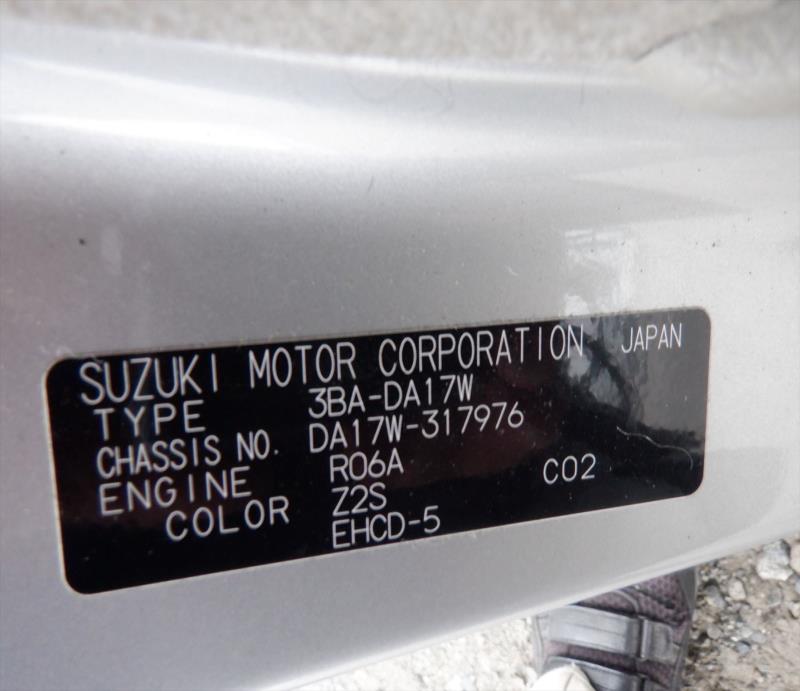 SUZUKI MOTOR CORPORATION JAPAN
TYPE 3BA-DA17W
CHASSIS NO. DA17W-317976
ENGINE R06A C02
COLOR Z2S
EHCD-5